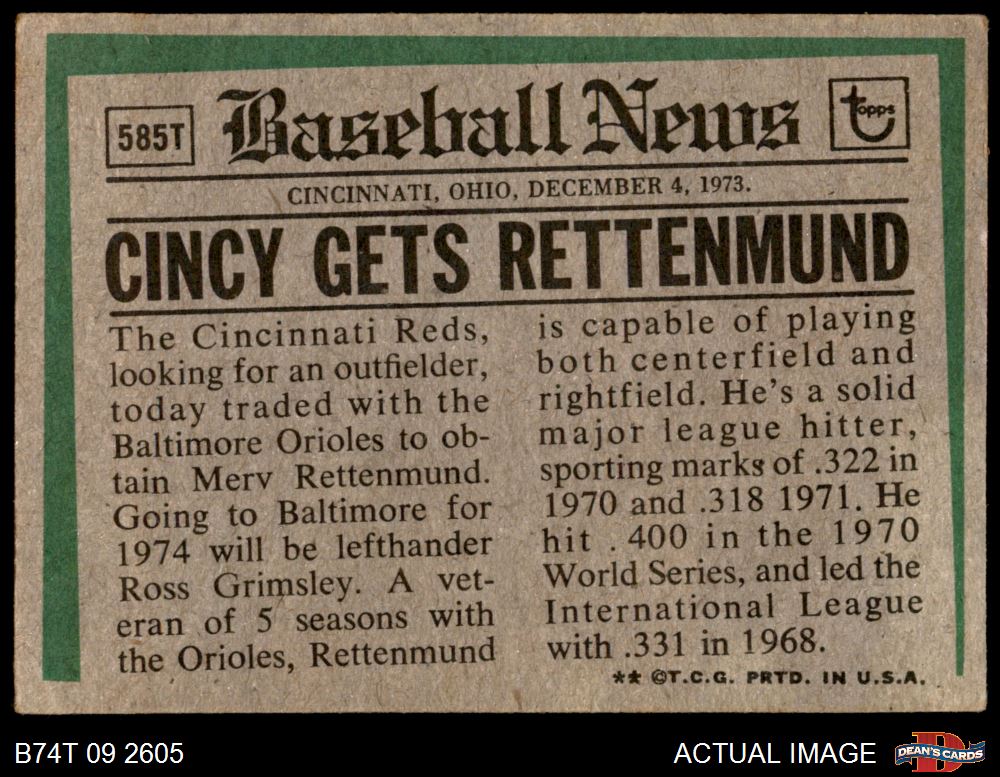 585T
Baseball News
topps
CINCINNATI, OHIO, DECEMBER 4, 1973.
CINCY GETS RETTENMUND
The Cincinnati Reds,
looking for an outfielder,
today traded with the
Baltimore Orioles to ob-
tain Merv Rettenmund.
Going to Baltimore for
1974 will be lefthander
Ross Grimsley. A vet-
eran of 5 seasons with
the Orioles, Rettenmund
is capable of playing
both centerfield and
rightfield. He's a solid
major league hitter,
sporting marks of .322 in
1970 and .318 1971. He
hit .400 in the 1970
World Series, and led the
International League
with .331 in 1968.
** ©T.C.G. PRTD. IN U.S.A.
B74T 09 2605
ACTUAL IMAGE
DEAN'S CARDS